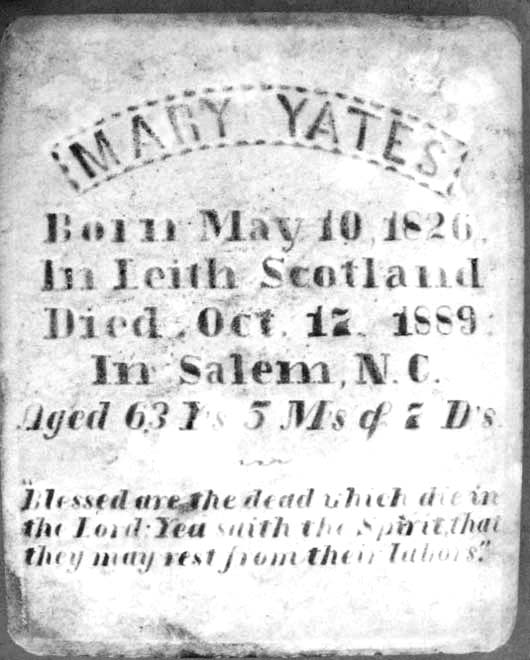 MARY YATES
Born May 10, 1826,
In Leith Scotland
Died. Oct. 17. 1889.
In Salem, N.C.
Aged 63 Y's 5 M's & 7 D's.
"Blessed are the dead which die in
the Lord: Yea saith the Spirit, that
they may rest from their labors."